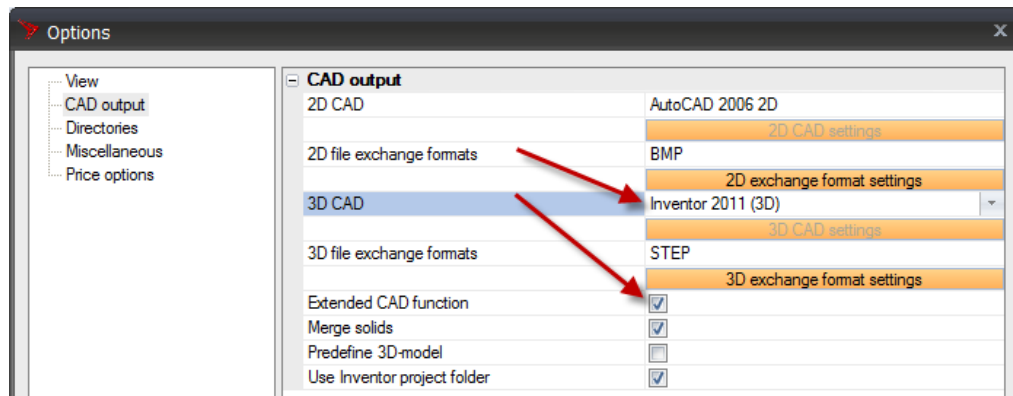 Options
x
View
CAD output
Directories
Miscellaneous
Price options
CAD output
2D CAD AutoCAD 2006 2D
2D CAD settings
2D file exchange formats BMP
2D exchange format settings
3D CAD Inventor 2011 (3D)
3D CAD settings
3D file exchange formats STEP
3D exchange format settings
Extended CAD function
Merge solids
Predefine 3D-model
Use Inventor project folder